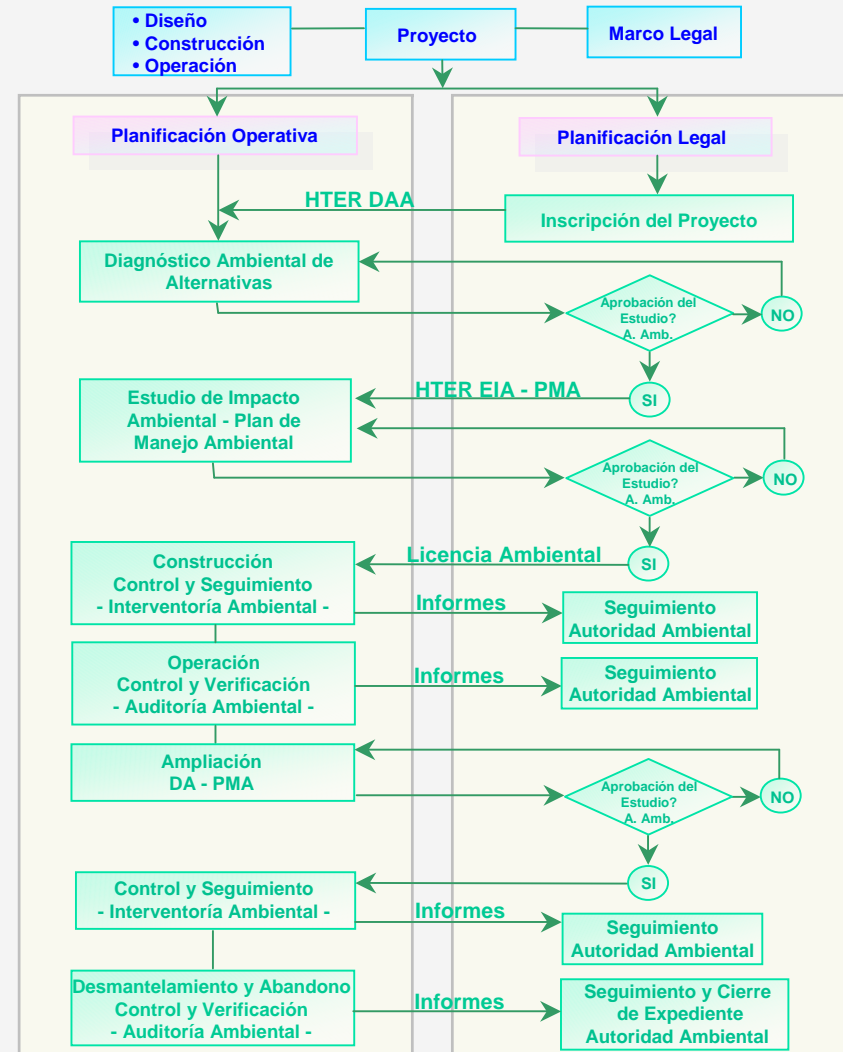 • Diseño
• Construcción
• Operación
Proyecto
Marco Legal
Planificación Operativa
Planificación Legal
HTER DAA
Inscripción del Proyecto
Diagnóstico Ambiental de
Alternativas
Aprobación del
Estudio?
A. Amb.
NO
SI
HTER EIA - PMA
Estudio de Impacto
Ambiental - Plan de
Manejo Ambiental
Aprobación del
Estudio?
A. Amb.
NO
SI
Licencia Ambiental
Construcción
Control y Seguimiento
- Interventoría Ambiental -
Informes
Seguimiento
Autoridad Ambiental
Operación
Control y Verificación
- Auditoría Ambiental -
Informes
Seguimiento
Autoridad Ambiental
Ampliación
DA - PMA
Aprobación del
Estudio?
A. Amb.
NO
SI
Control y Seguimiento
- Interventoría Ambiental -
Informes
Seguimiento
Autoridad Ambiental
Desmantelamiento y Abandono
Control y Verificación
- Auditoría Ambiental -
Informes
Seguimiento y Cierre
de Expediente
Autoridad Ambiental